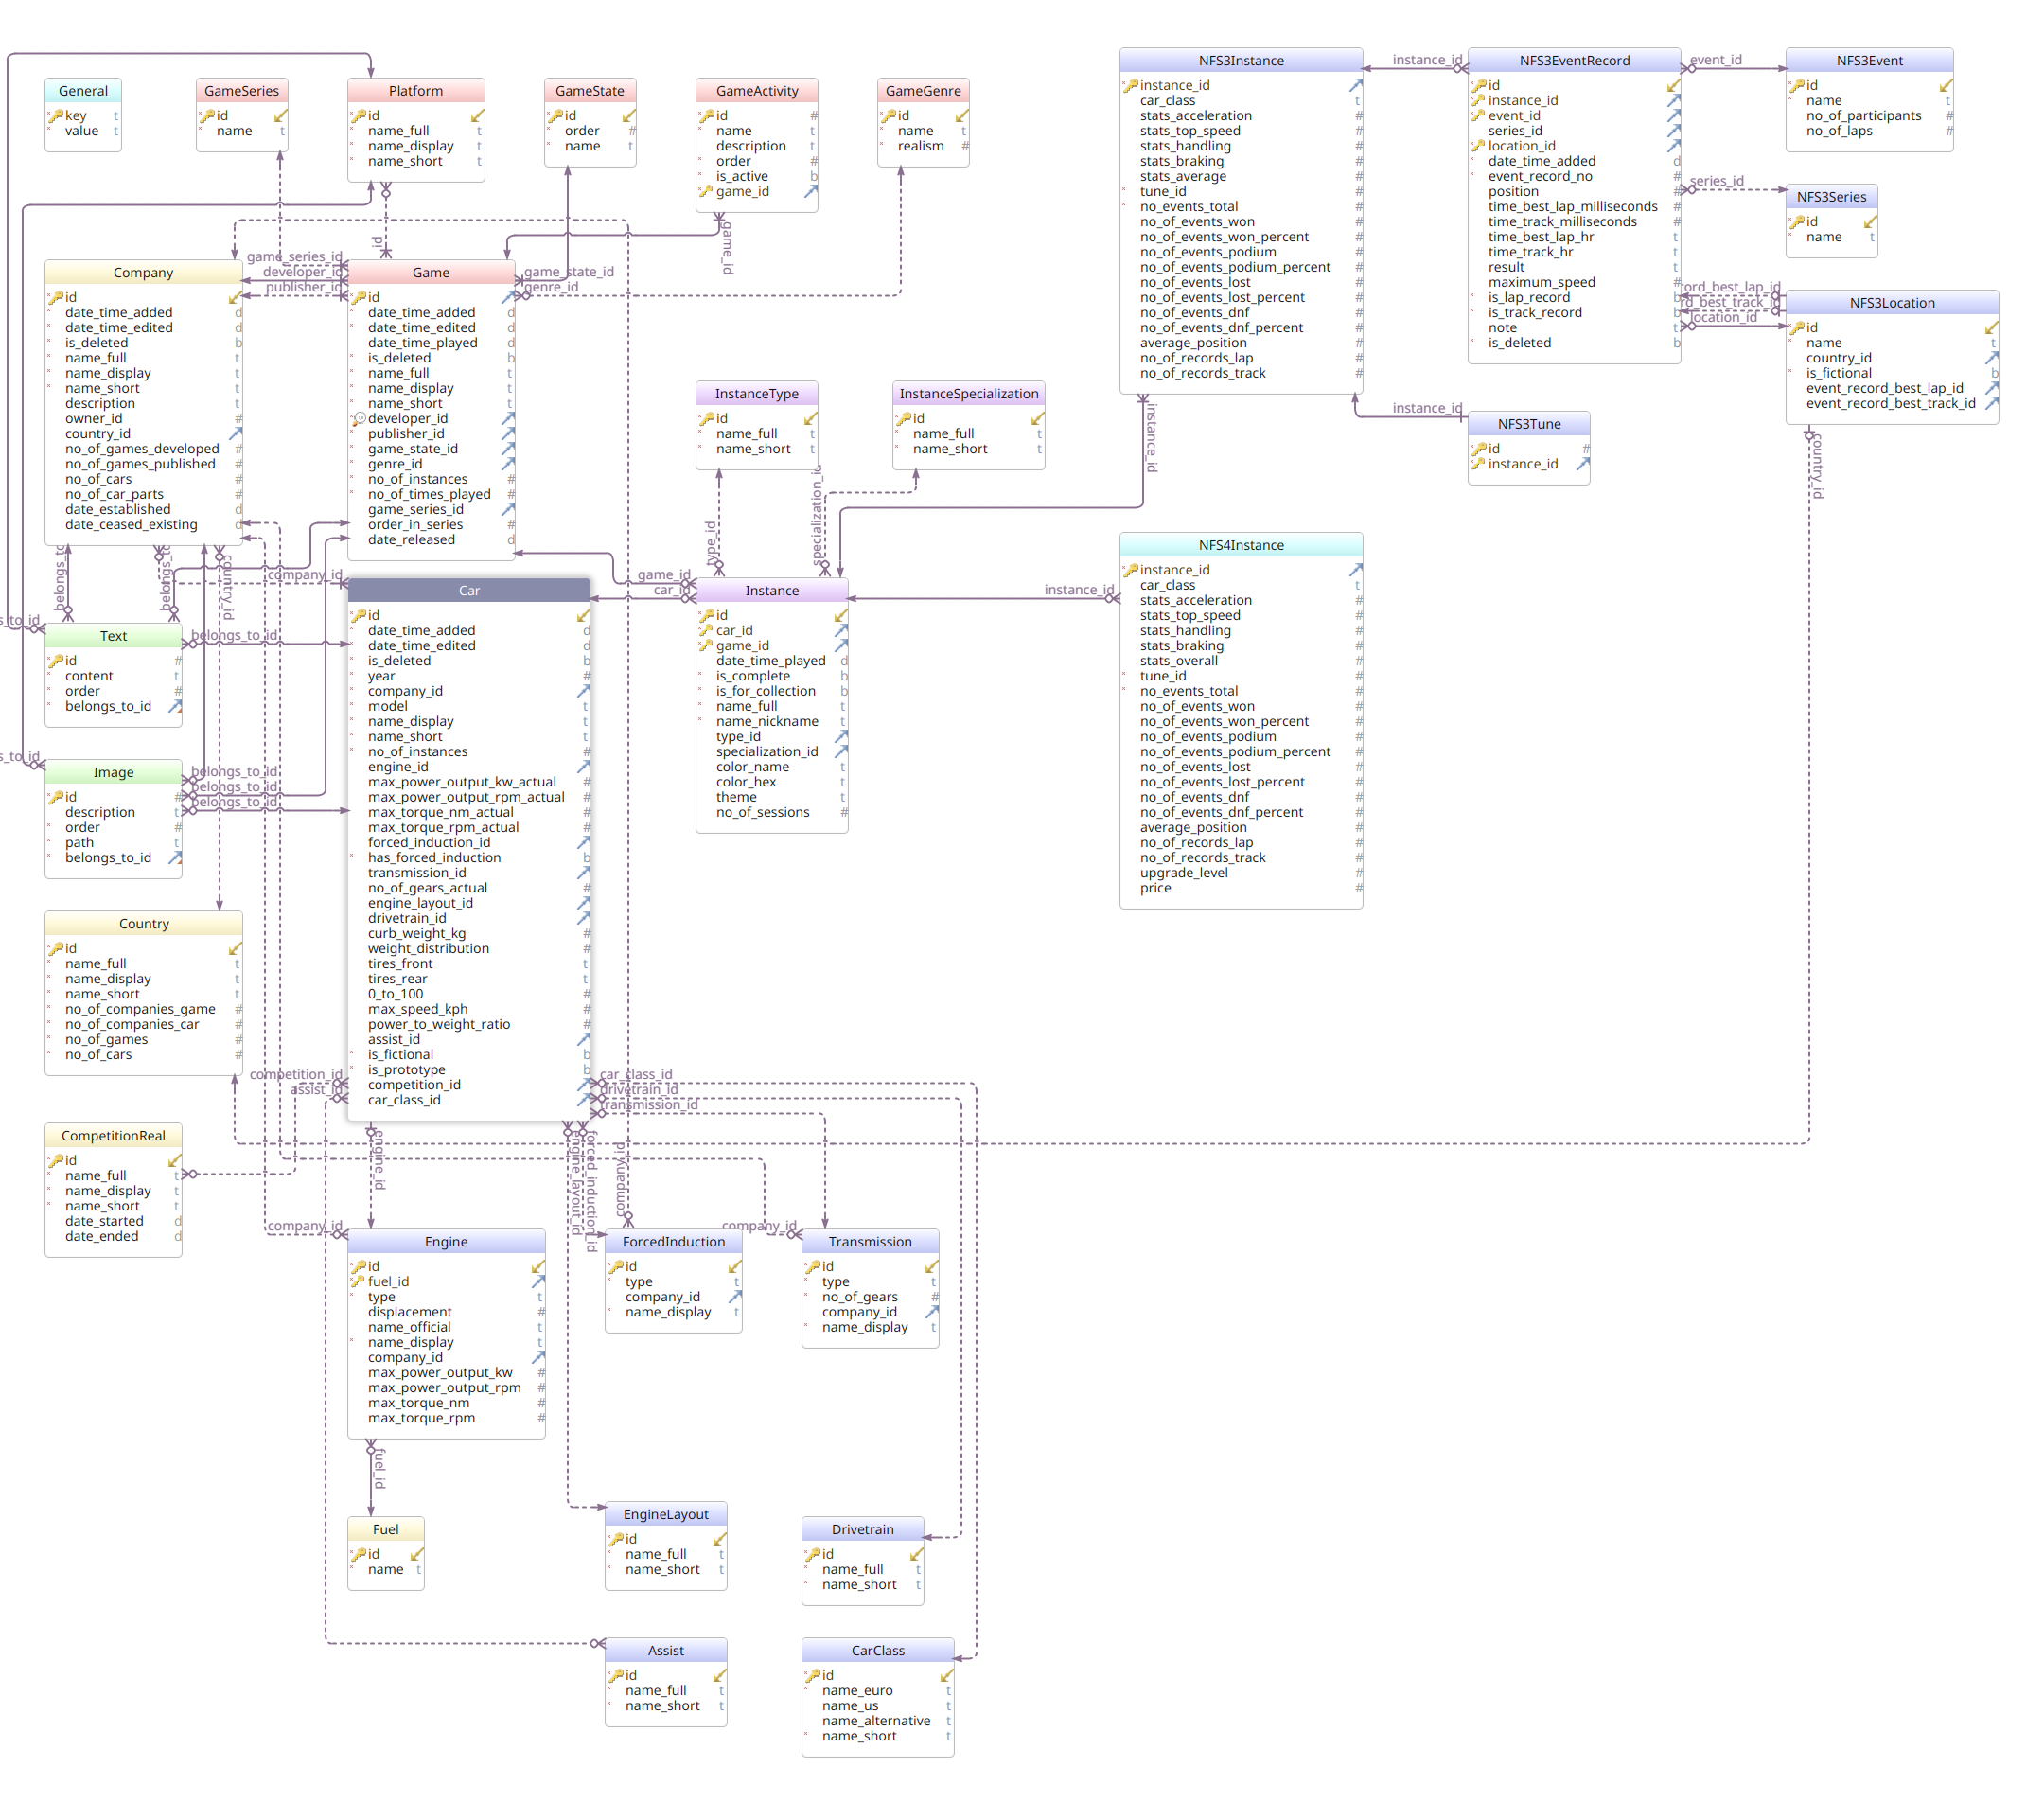 General
key t
value t
GameSeries
id
name t
Platform
id
name_full t
name_display t
name_short t
GameState
id
order #
name t
GameActivity
id #
name t
description t
order #
is_active b
game_id
GameGenre
id
name t
realism #
NFS3Instance
instance_id
car_class t
stats_acceleration #
stats_top_speed #
stats_handling #
stats_braking #
stats_average #
tune_id #
no_events_total #
no_of_events_won #
no_of_events_won_percent #
no_of_events_podium #
no_of_events_podium_percent #
no_of_events_lost #
no_of_events_lost_percent #
no_of_events_dnf #
no_of_events_dnf_percent #
average_position #
no_of_records_lap #
no_of_records_track #
instance_id
NFS3EventRecord
id
instance_id
event_id
series_id
location_id
date_time_added d
event_record_no #
position #
time_best_lap_milliseconds #
time_track_milliseconds #
time_best_lap_hr t
time_track_hr t
result t
maximum_speed #
is_lap_record b
is_track_record b
note t
is_deleted b
event_id
NFS3Event
id
name t
no_of_participants #
no_of_laps #
series_id
NFS3Series
id
name t
ord_best_lap_id
d_best_track_id
location_id
NFS3Location
id
name t
country_id
is_fictional b
event_record_best_lap_id
event_record_best_track_id
country_id
instance_id
NFS3Tune
id #
instance_id
instance_id
id
game_id
game_series_id
developer_id
publisher_id
game_state_id
genre_id
Company
id
date_time_added d
date_time_edited d
is_deleted b
name_full t
name_display t
name_short t
description t
owner_id #
country_id
no_of_games_developed #
no_of_games_published #
no_of_cars #
no_of_car_parts #
date_established d
date_ceased_existing d
Game
id
date_time_added d
date_time_edited d
date_time_played d
is_deleted b
name_full t
name_display t
name_short t
developer_id
publisher_id
game_state_id
genre_id
no_of_instances #
no_of_times_played #
game_series_id
order_in_series #
date_released d
InstanceType
id
name_full t
name_short t
InstanceSpecialization
id
name_full t
name_short t
type_id
specialization_i
belongs_to
belongs_to
country_id
company_id
game_id
car_id
instance_id
Instance
id
car_id
game_id
date_time_played d
is_complete b
is_for_collection b
name_full t
name_nickname t
type_id
specialization_id
color_name t
color_hex t
theme t
no_of_sessions #
NFS4Instance
instance_id
car_class t
stats_acceleration #
stats_top_speed #
stats_handling #
stats_braking #
stats_overall #
tune_id #
no_events_total #
no_of_events_won #
no_of_events_won_percent #
no_of_events_podium #
no_of_events_podium_percent #
no_of_events_lost #
no_of_events_lost_percent #
no_of_events_dnf #
no_of_events_dnf_percent #
average_position #
no_of_records_lap #
no_of_records_track #
upgrade_level #
price #
s_to_id
Text
id #
content t
order #
belongs_to_id
belongs_to_id
s_to_id
Image
id #
description t
order #
path t
belongs_to_id
belongs_to_id
belongs_to_id
belongs_to_id
Car
id
date_time_added d
date_time_edited d
is_deleted b
year #
company_id
model t
name_display t
name_short t
no_of_instances #
engine_id
max_power_output_kw_actual #
max_power_output_rpm_actual #
max_torque_nm_actual #
max_torque_rpm_actual #
forced_induction_id
has_forced_induction b
transmission_id
no_of_gears_actual #
engine_layout_id
drivetrain_id
curb_weight_kg #
weight_distribution #
tires_front t
tires_rear t
0_to_100 #
max_speed_kph #
power_to_weight_ratio #
assist_id
is_fictional b
is_prototype b
competition_id
car_class_id
Country
id
name_full t
name_display t
name_short t
no_of_companies_game #
no_of_companies_car #
no_of_games #
no_of_cars #
competition_id
assist_id
car_class_id
drivetrain_id
transmission_id
CompetitionReal
id
name_full t
name_display t
name_short t
date_started d
date_ended d
engine_id
engine_layout_id
forced_induction_id
company_id
company_id
company_id
Engine
id
fuel_id
type t
displacement #
name_official t
name_display t
company_id
max_power_output_kw #
max_power_output_rpm #
max_torque_nm #
max_torque_rpm #
ForcedInduction
id
type t
company_id
name_display t
Transmission
id
type t
no_of_gears #
company_id
name_display t
fuel_id
Fuel
id
name t
EngineLayout
id
name_full t
name_short t
Drivetrain
id
name_full t
name_short t
Assist
id
name_full t
name_short t
CarClass
id
name_euro t
name_us t
name_alternative t
name_short t